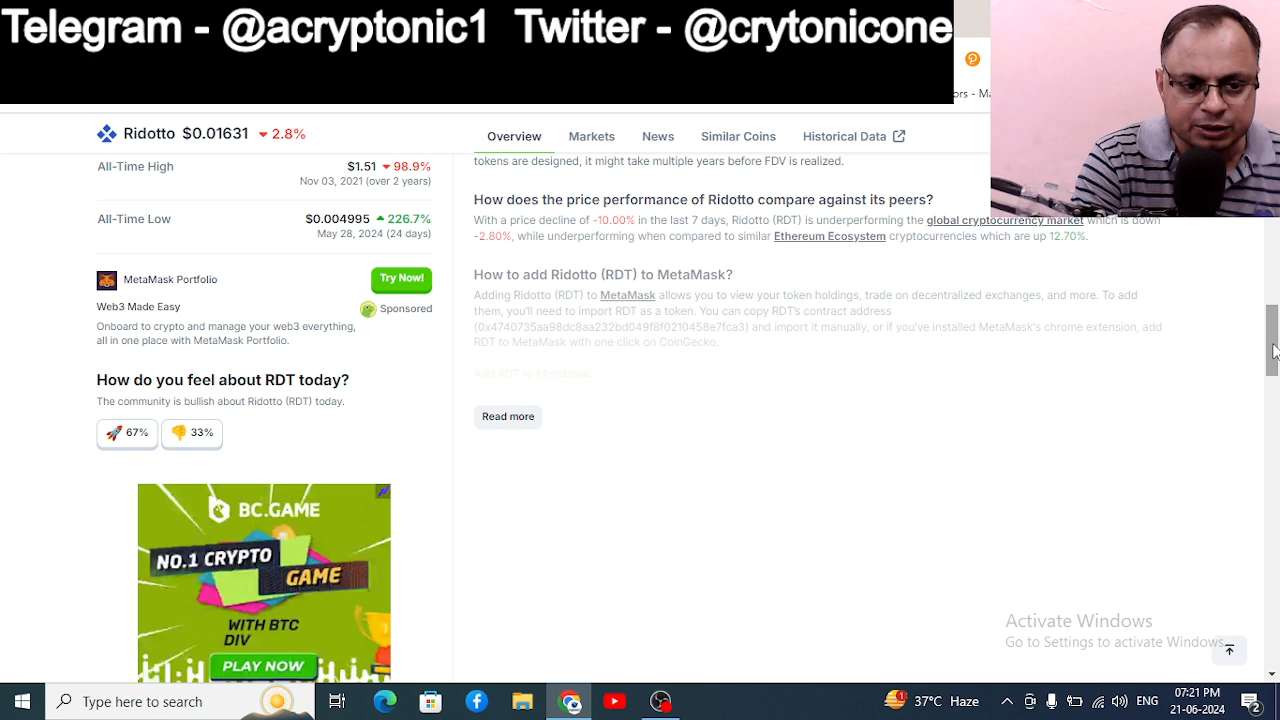 Telegram - @acryptonic1 Twitter - @crytonicone
ors - Ma
Ridotto $0.01631 2.8%
Overview Markets News Similar Coins Historical Data
All-Time High $1.51 98.9%
Nov 03, 2021 (over 2 years)
All-Time Low $0.004995 226.7%
May 28, 2024 (24 days)
MetaMask Portfolio Try Now!
Web3 Made Easy Sponsored
Onboard to crypto and manage your web3 everything,
all in one place with MetaMask Portfolio.
How do you feel about RDT today?
The community is bullish about Ridotto (RDT) today.
67% 33%
BC.GAME
NO.1 CRYPTO
GAME
WITH BTC
DIV
PLAY NOW
tokens are designed, it might take multiple years before FDV is realized.
How does the price performance of Ridotto compare against its peers?
With a price decline of -10.00% in the last 7 days, Ridotto (RDT) is underperforming the global cryptocurrency market which is down
-2.80%, while underperforming when compared to similar Ethereum Ecosystem cryptocurrencies which are up 12.70%.
How to add Ridotto (RDT) to MetaMask?
Adding Ridotto (RDT) to MetaMask allows you to view your token holdings, trade on decentralized exchanges, and more. To add
them, you'll need to import RDT as a token. You can copy RDT's contract address
(0x4740735aa98dc8aa232bd049f8f0210458e7fca3) and import it manually, or if you've installed MetaMask's chrome extension, add
RDT to MetaMask with one click on CoinGecko.
Add RDT to MetaMask.
Read more
Activate Windows
Go to Settings to activate Windows.
Type here to search
37°C Haze
ENG
07:21 PM
21-06-2024
1
2